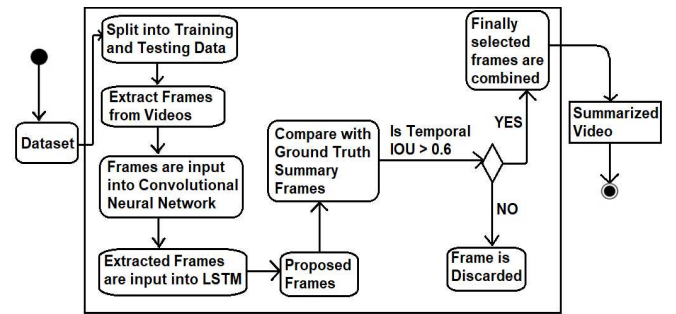 Dataset
Split into Training
and Testing Data
Extract Frames
from Videos
Frames are input
into Convolutional
Neural Network
Extracted Frames
are input into LSTM
Proposed
Frames
Compare with
Ground Truth
Summary
Frames
Is Temporal
IOU > 0.6
YES
NO
Frame is
Discarded
Finally
selected
frames are
combined
Summarized
Video